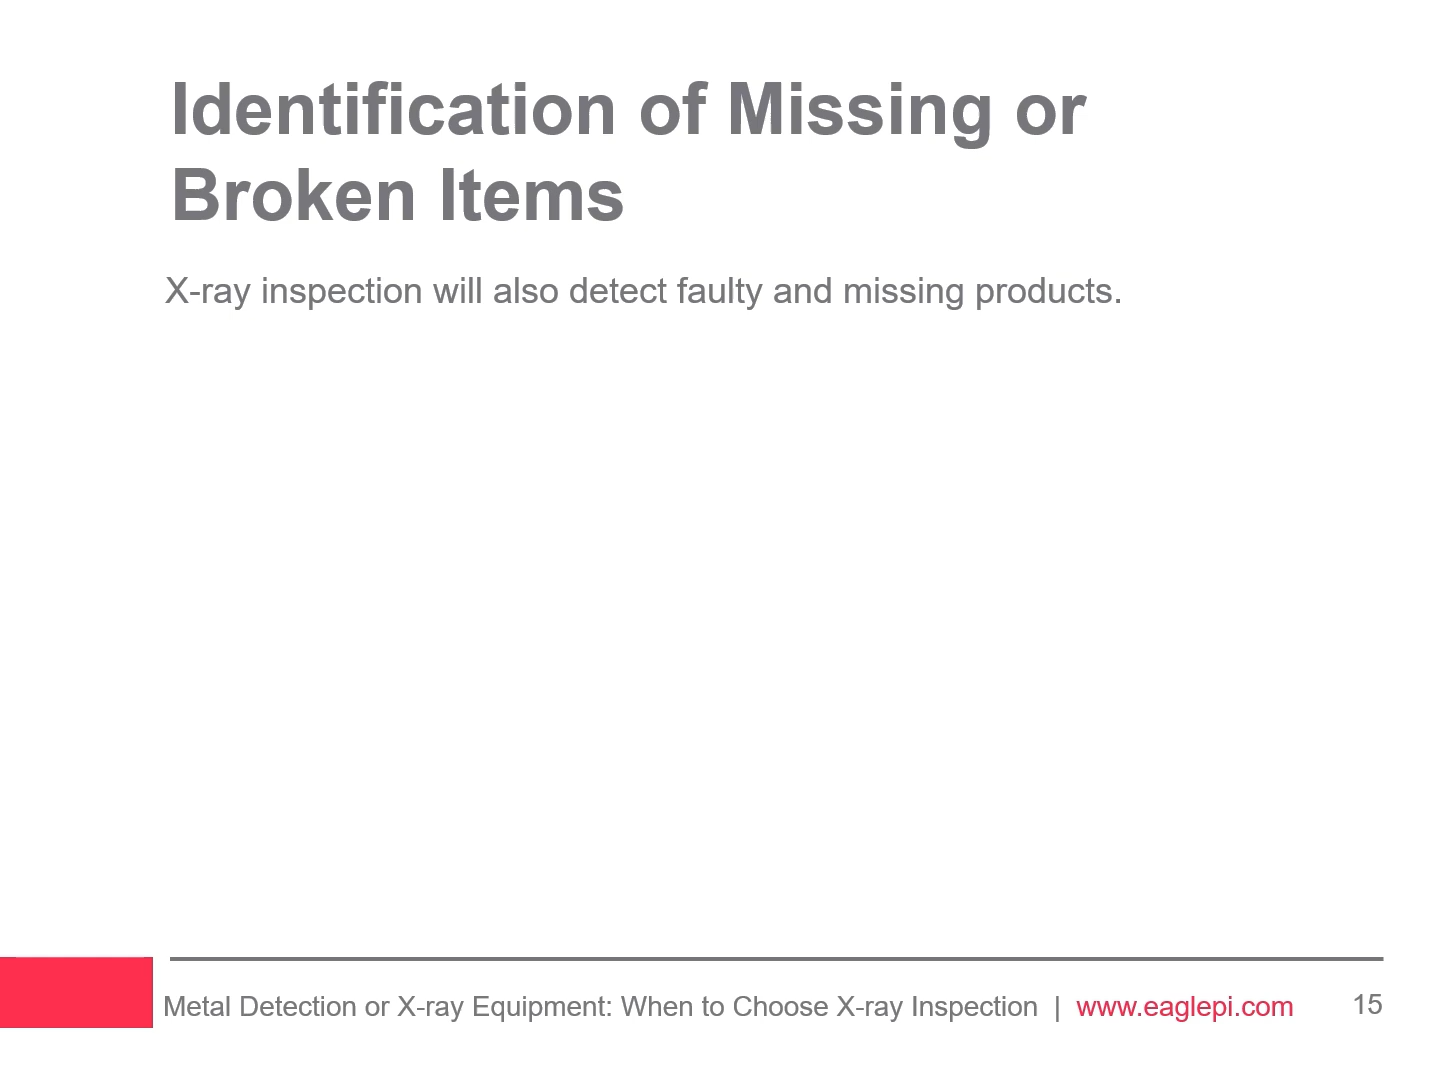 Identification of Missing or
Broken Items
X-ray inspection will also detect faulty and missing products.
Metal Detection or X-ray Equipment: When to Choose X-ray Inspection | www.eaglepi.com 15